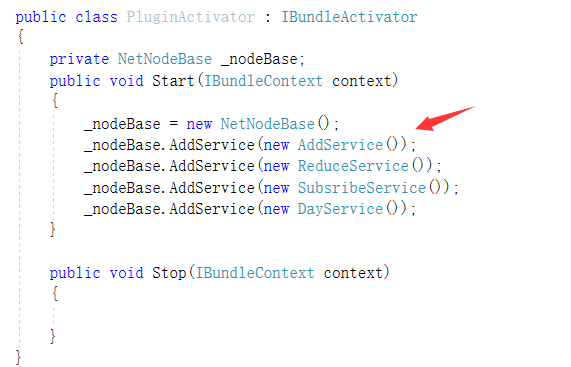 public class PluginActivator : IBundleActivator
{
    private NetNodeBase _nodeBase;
    public void Start(IBundleContext context)
    {
        _nodeBase = new NetNodeBase();
        _nodeBase.AddService(new AddService());
        _nodeBase.AddService(new ReduceService());
        _nodeBase.AddService(new SubsribeService());
        _nodeBase.AddService(new DayService());
    }

    public void Stop(IBundleContext context)
    {

    }
}